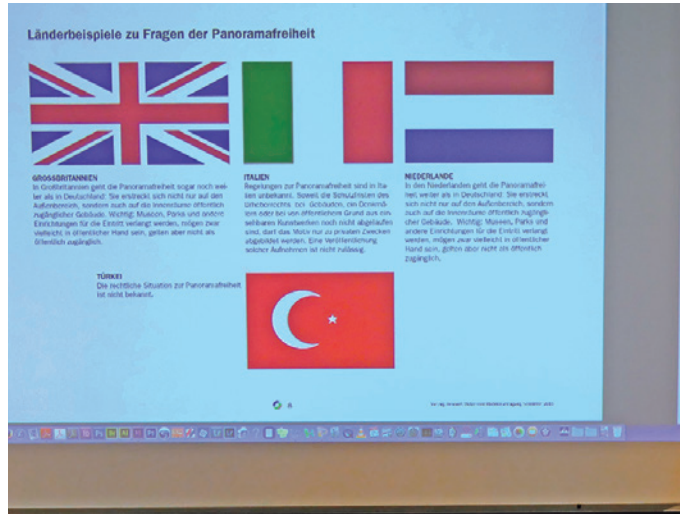 Länderbeispiele zu Fragen der Panoramafreiheit
GROSSBRITANNIEN
In Großbritannien geht die Panoramafreiheit sogar noch wei-
ter als in Deutschland: Sie erstreckt sich nicht nur auf den
Außenbereich, sondern auch auf die Innenräume öffentlich
zugänglicher Gebäude. Wichtig: Museen, Parks und andere
Einrichtungen für die Eintritt verlangt werden, mögen zwar
vielleicht in öffentlicher Hand sein, gelten aber nicht als
öffentlich zugänglich.
ITALIEN
Regelungen zur Panoramafreiheit sind in Ita-
lien unbekannt. Soweit die Schutzfristen des
Urheberrechts bei Gebäuden, ein Denkmä-
lern oder bei von öffentlichem Grund aus ein-
sehbaren Kunstwerken noch nicht abgelaufen
sind, darf das Motiv nur zu privaten Zwecken
abgebildet werden. Eine Veröffentlichung
solcher Aufnahmen ist nicht zulässig.
NIEDERLANDE
In den Niederlanden geht die Panoramafrei-
heit weiter als in Deutschland: Sie erstreckt
sich nicht nur auf den Außenbereich, sondern
auch auf die Innenräume öffentlich zugängli-
cher Gebäude. Wichtig: Museen, Parks und
andere Einrichtungen für die Eintritt verlangt
werden, mögen zwar vielleicht in öffentlicher
Hand sein, gelten aber nicht als öffentlich
zugänglich.
TÜRKEI
Die rechtliche Situation zur Panoramafreiheit
ist nicht bekannt.
8